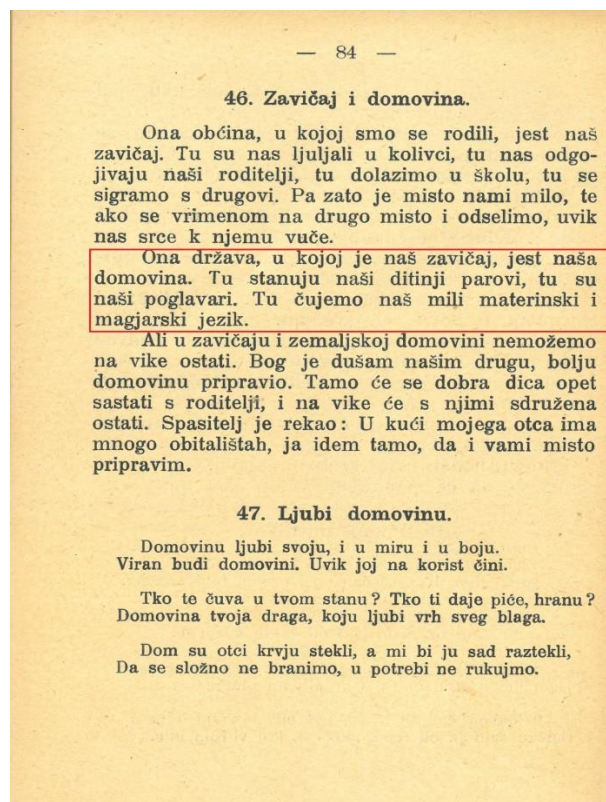 — 84 —
46. Zavičaj i domovina.
Ona obćina, u kojoj smo se rodili, jest naš
zavičaj. Tu su nas ljuljali u kolivci, tu nas odgo-
jivaju naši roditelji, tu dolazimo u školu, tu se
sigramo s drugovi. Pa zato je misto nami milo, te
ako se vrimenom na drugo misto i odselimo, uvik
nas srce k njemu vuče.
Ona država, u kojoj je naš zavičaj, jest naša
domovina. Tu stanuju naši ditinji parovi, tu su
naši poglavari. Tu čujemo naš mili materinski i
magjarski jezik.
Ali u zavičaju i zemaljskoj domovini nemožemo
na vike ostati. Bog je dušam našim drugu, bolju
domovinu pripravio. Tamo će se dobra dica opet
sastati s roditelji, i na vike će s njimi sdružena
ostati. Spasitelj je rekao: U kući mojega otca ima
mnogo obitalištah, ja idem tamo, da i vami misto
pripravim.
47. Ljubi domovinu.
Domovinu ljubi svoju, i u miru i u boju.
Viran budi domovini. Uvik joj na korist čini.
Tko te čuva u tvom stanu? Tko ti daje piće, hranu?
Domovina tvoja draga, koju ljubi vrh sveg blaga.
Dom su otci krvju stekli, a mi bi ju sad raztekli,
Da se složno ne branimo, u potrebi ne rukujmo.